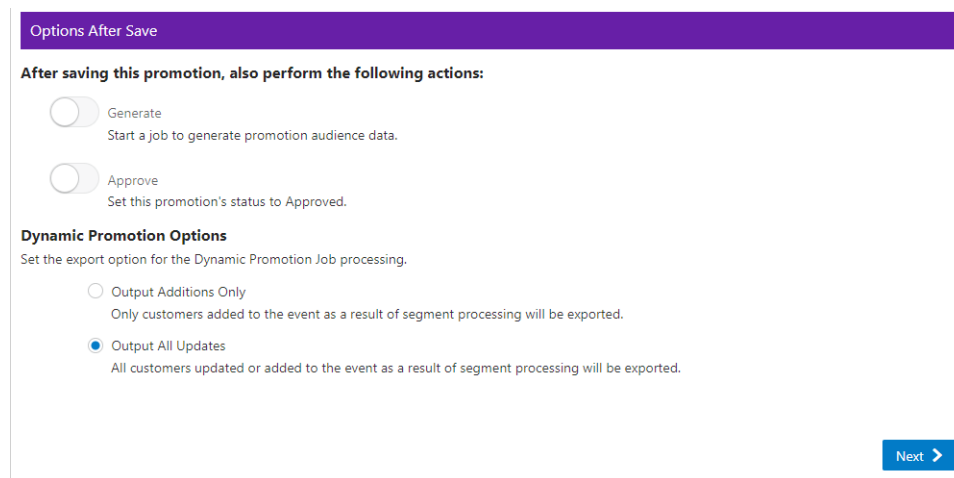 Options After Save
After saving this promotion, also perform the following actions:
Generate
Start a job to generate promotion audience data.
Approve
Set this promotion's status to Approved.
Dynamic Promotion Options
Set the export option for the Dynamic Promotion Job processing.
Output Additions Only
Only customers added to the event as a result of segment processing will be exported.
Output All Updates
All customers updated or added to the event as a result of segment processing will be exported.
Next